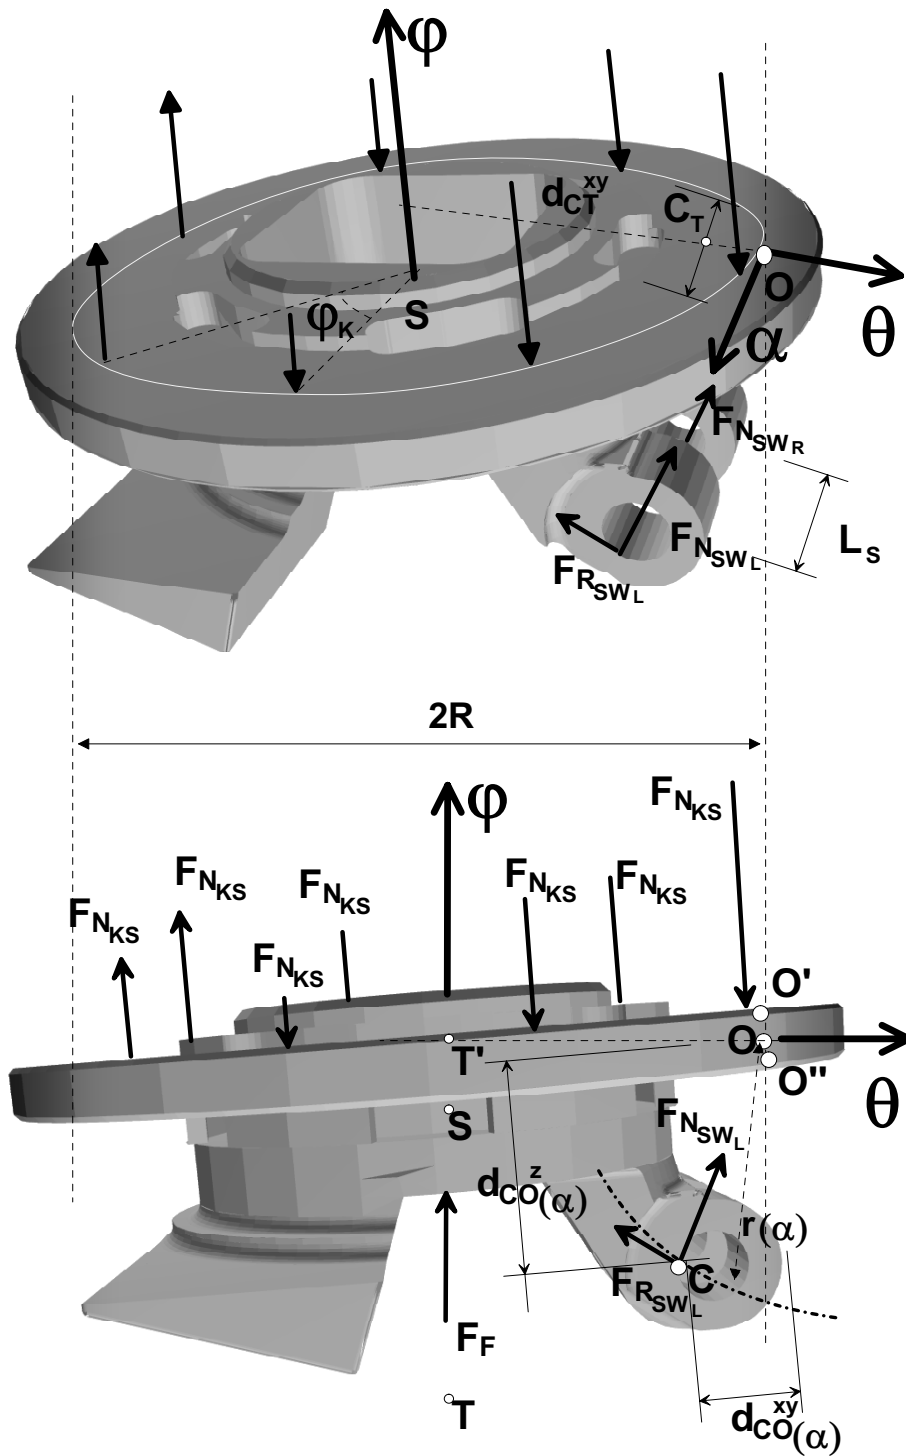 φ
d_CT^xy
C_T
O
S
φ_K
α
θ
F_N_SW_R
F_N_SW_L
L_S
F_R_SW_L
2R
F_N_KS
φ
F_N_KS
F_N_KS
F_N_KS
F_N_KS
F_N_KS
F_N_KS
O'
O
T'
O''
θ
S
F_N_SW_L
d_CO^z(α)
r(α)
C
F_R_SW_L
F_F
T
d_CO^xy(α)